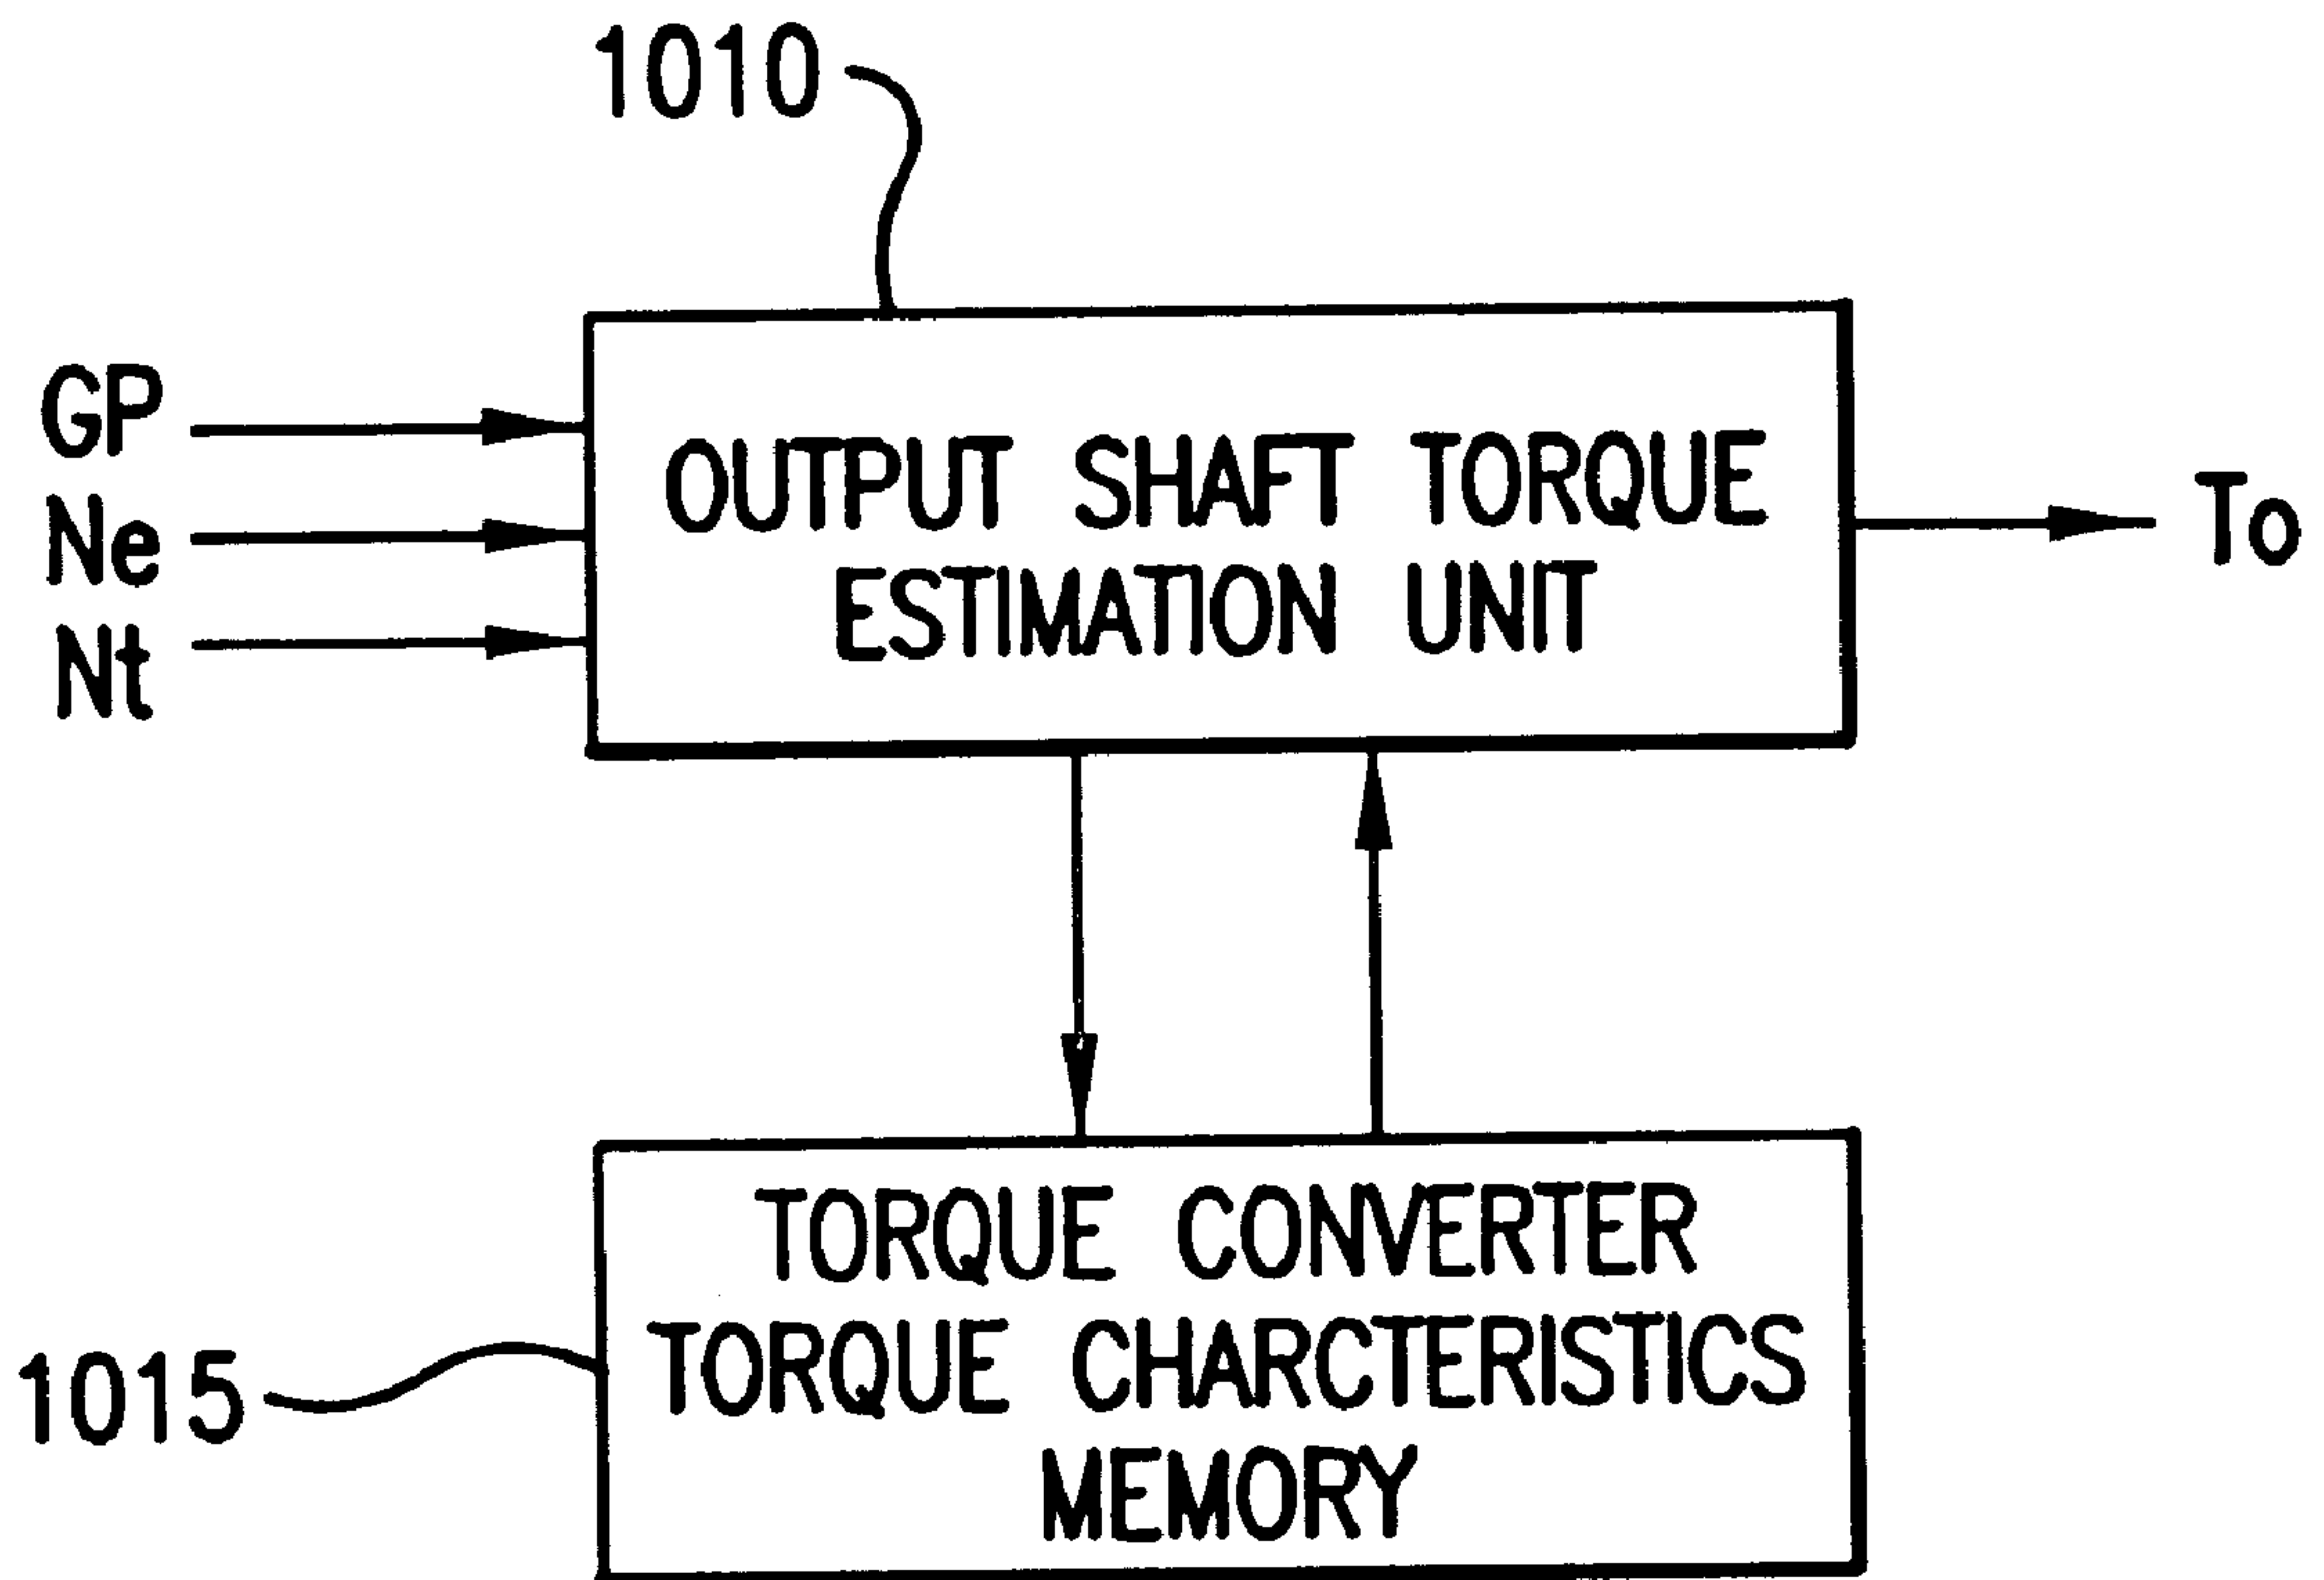 1010
GP
Ne
Nt
OUTPUT SHAFT TORQUE
ESTIMATION UNIT
To
TORQUE CONVERTER
TORQUE CHARCTERISTICS
MEMORY
1015